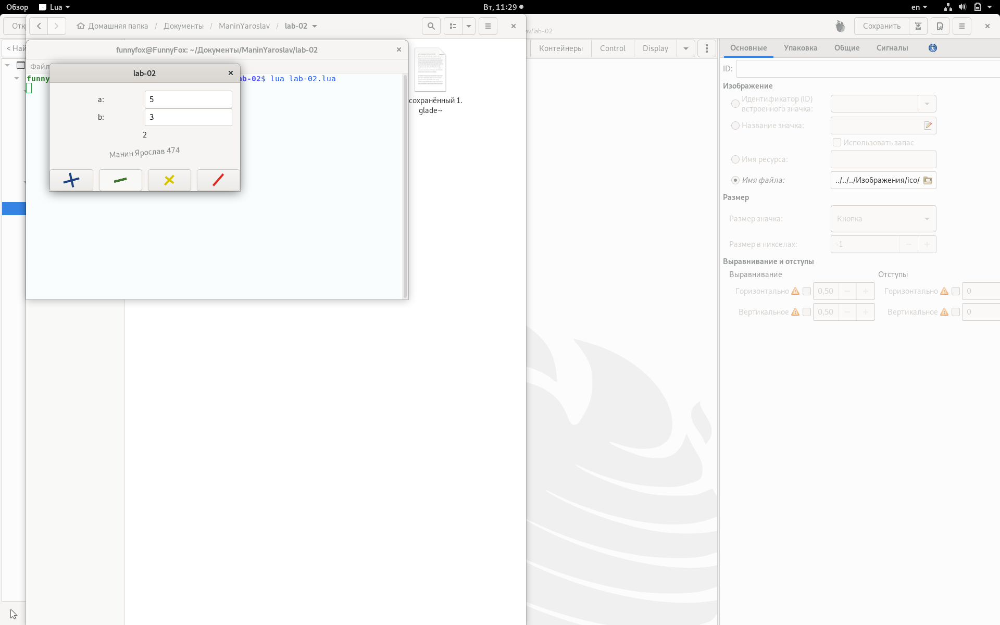 Обзор Lua Вт, 11:29 en
Домашняя папка / Документы / ManinYaroslav / lab-02
av/lab-02 Сохранить
funnyfox@FunnyFox: ~/Документы/ManinYaroslav/lab-02
Контейнеры Control Display
Основные Упаковка Общие Сигналы
Файл
lab-02
funny ab-02$ lua lab-02.lua
a: 5
b: 3
2
Манин Ярослав 474
сохранённый 1.
glade~
ID:
Изображение
Идентификатор (ID)
встроенного значка:
Название значка:
Использовать запас
Имя ресурса:
Имя файла: ../../../Изображения/ico/
Размер
Размер значка: Кнопка
Размер в пикселах: -1
Выравнивание и отступы
Выравнивание Отступы
Горизонтально 0,50 Горизонтально 0
Вертикальное 0,50 Вертикальное 0